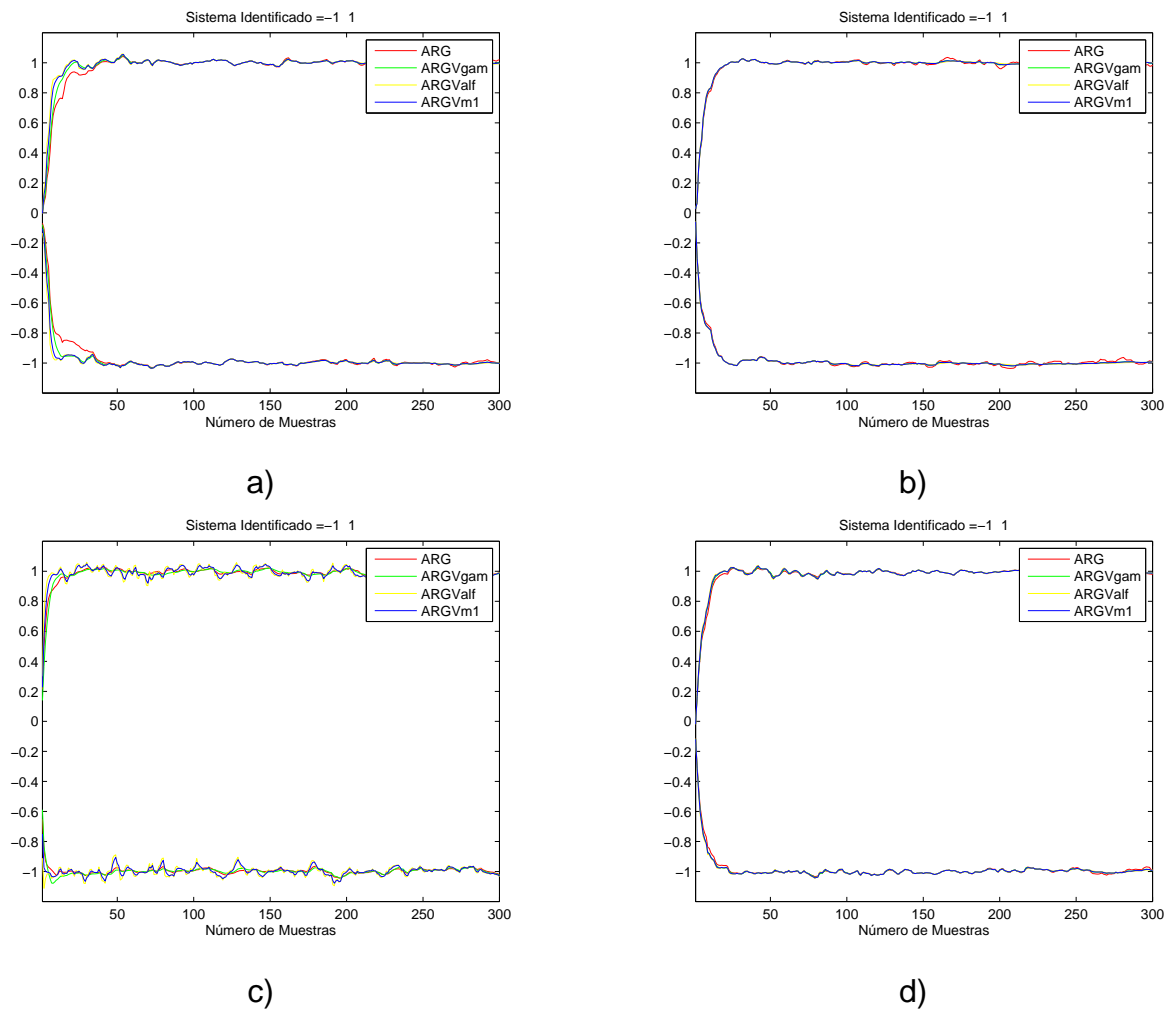 Sistema Identificado =−1 1
1
0.8
0.6
0.4
0.2
0
−0.2
−0.4
−0.6
−0.8
−1
ARG
ARGVgam
ARGValf
ARGVm1
50 100 150 200 250 300
Número de Muestras
a)
Sistema Identificado =−1 1
1
0.8
0.6
0.4
0.2
0
−0.2
−0.4
−0.6
−0.8
−1
ARG
ARGVgam
ARGValf
ARGVm1
50 100 150 200 250 300
Número de Muestras
b)
Sistema Identificado =−1 1
1
0.8
0.6
0.4
0.2
0
−0.2
−0.4
−0.6
−0.8
−1
ARG
ARGVgam
ARGValf
ARGVm1
50 100 150 200 250 300
Número de Muestras
c)
Sistema Identificado =−1 1
1
0.8
0.6
0.4
0.2
0
−0.2
−0.4
−0.6
−0.8
−1
ARG
ARGVgam
ARGValf
ARGVm1
50 100 150 200 250 300
Número de Muestras
d)